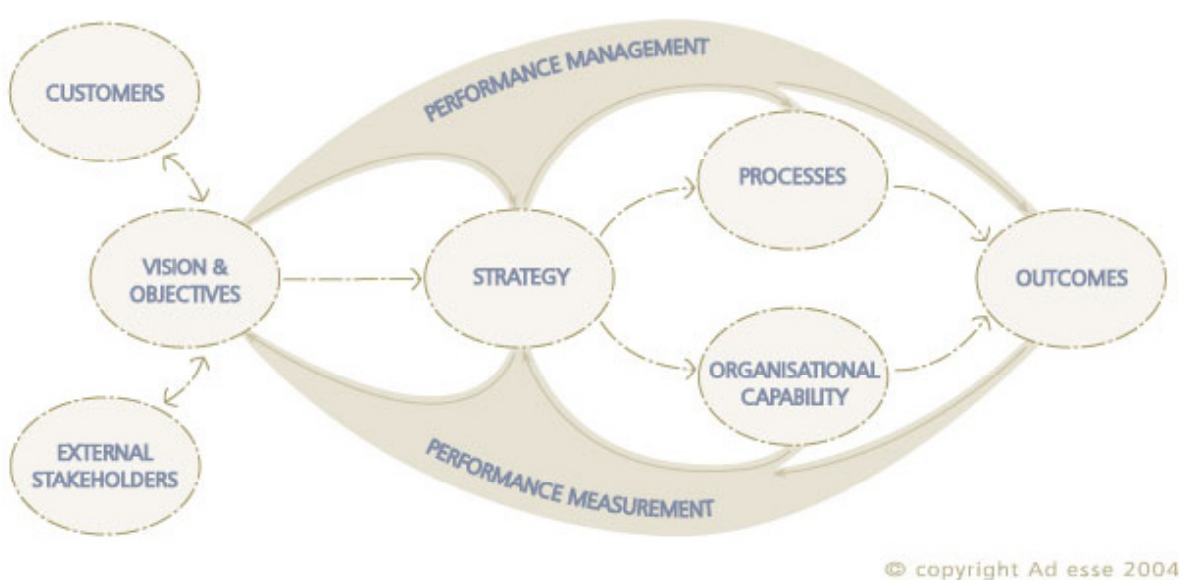 PERFORMANCE MANAGEMENT
CUSTOMERS
PROCESSES
VISION &
OBJECTIVES
STRATEGY
OUTCOMES
ORGANISATIONAL
CAPABILITY
EXTERNAL
STAKEHOLDERS
PERFORMANCE MEASUREMENT
© copyright Ad esse 2004